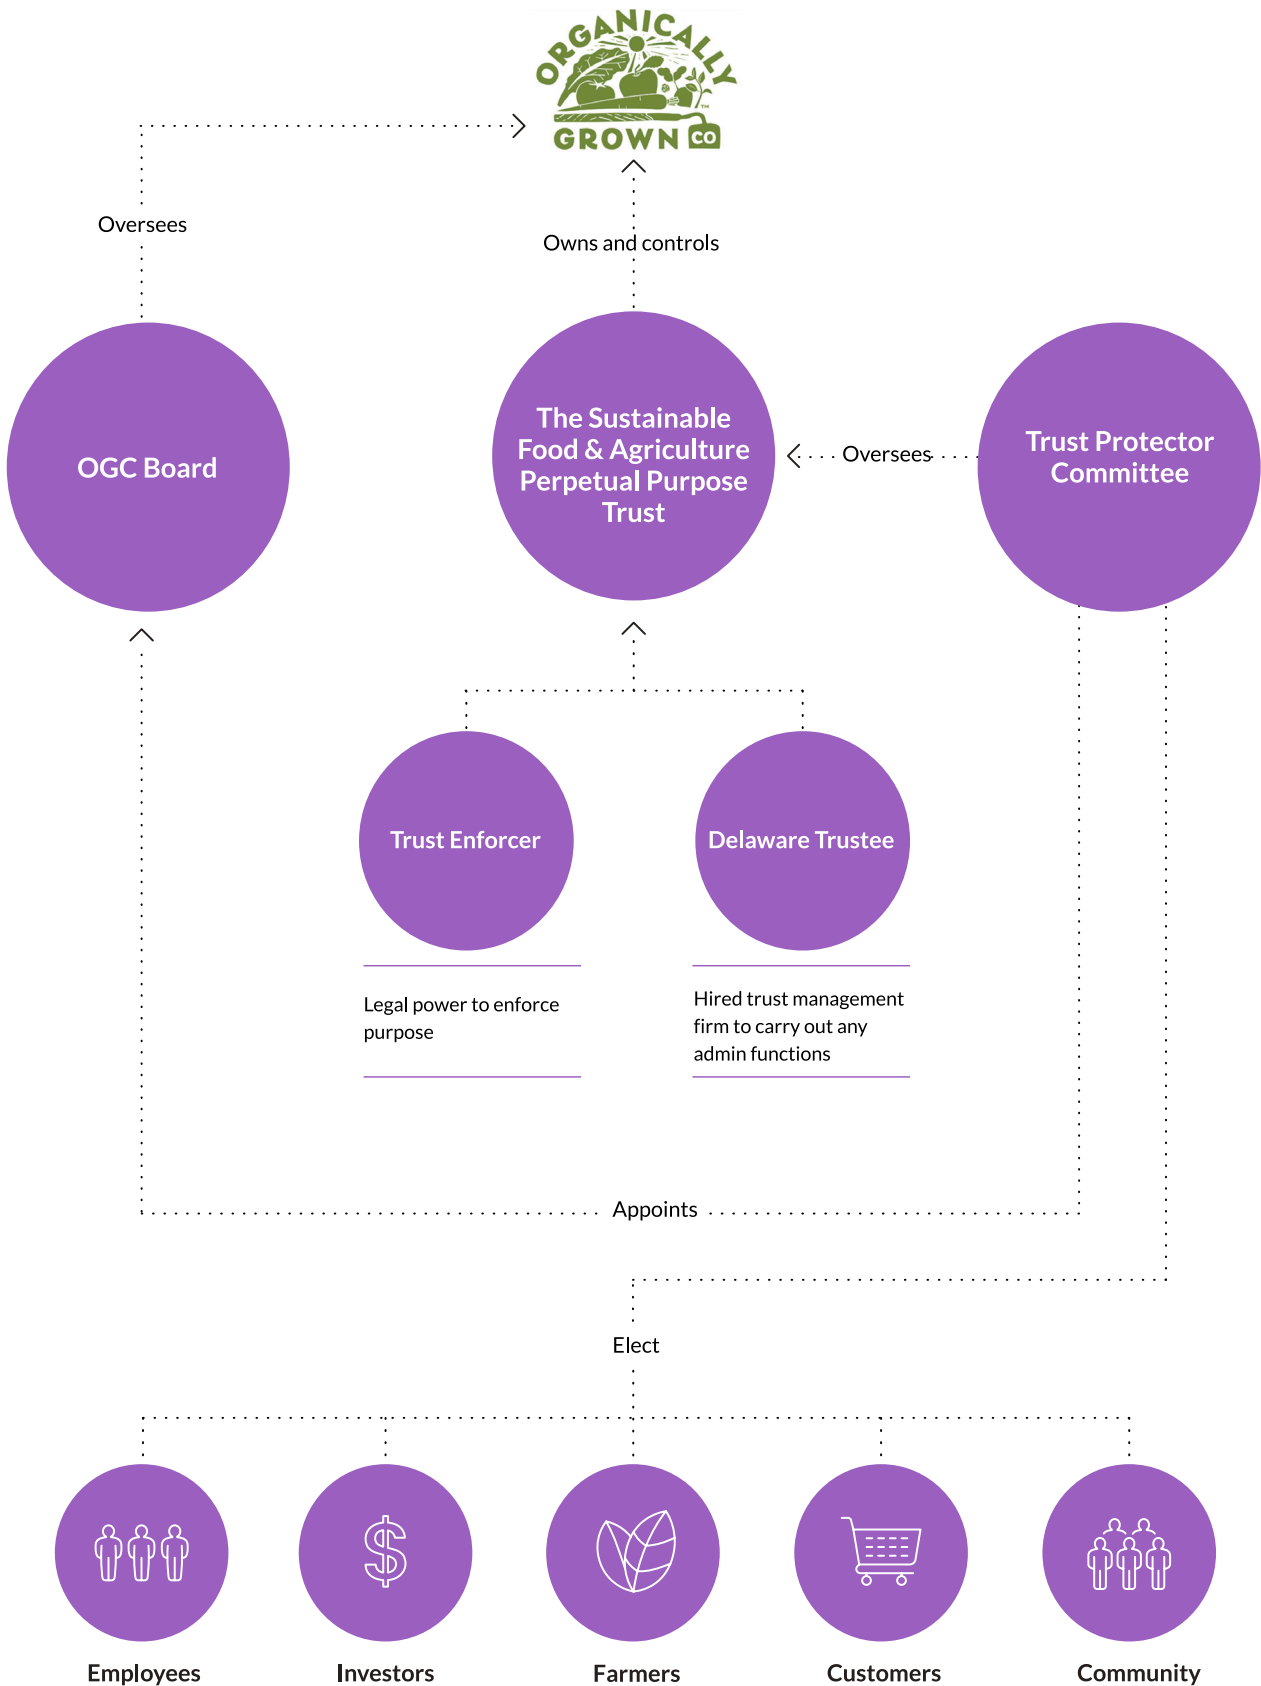 ORGANICALLY
GROWN CO
™
Oversees
Owns and controls
OGC Board
The Sustainable
Food & Agriculture
Perpetual Purpose
Trust
Oversees
Trust Protector
Committee
Trust Enforcer
Delaware Trustee
Legal power to enforce
purpose
Hired trust management
firm to carry out any
admin functions
Appoints
Elect
$
Employees
Investors
Farmers
Customers
Community